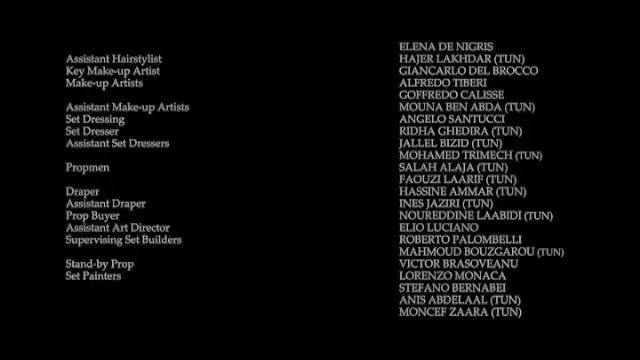 ELENA DE NIGRIS
Assistant Hairstylist HAJER LAKHDAR (TUN)
Key Make-up Artist GIANCARLO DEL BROCCO
Make-up Artists ALFREDO TIBERI
GOFFREDO CALISSE
Assistant Make-up Artists MOUNA BEN ABDA (TUN)
Set Dressing ANGELO SANTUCCI
Set Dresser RIDHA GHEDIRA (TUN)
Assistant Set Dressers JALLEL BIZID (TUN)
MOHAMED TRIMECH (TUN)
Propmen SALAH ALAJA (TUN)
FAOUZI LAARIF (TUN)
Draper HASSINE AMMAR (TUN)
Assistant Draper INES JAZIRI (TUN)
Prop Buyer NOUREDDINE LAABIDI (TUN)
Assistant Art Director ELIO LUCIANO
Supervising Set Builders ROBERTO PALOMBELLI
MAHMOUD BOUZGAROU (TUN)
Stand-by Prop VICTOR BRASOVEANU
Set Painters LORENZO MONACA
STEFANO BERNABEI
ANIS ABDELAAL (TUN)
MONCEF ZAARA (TUN)